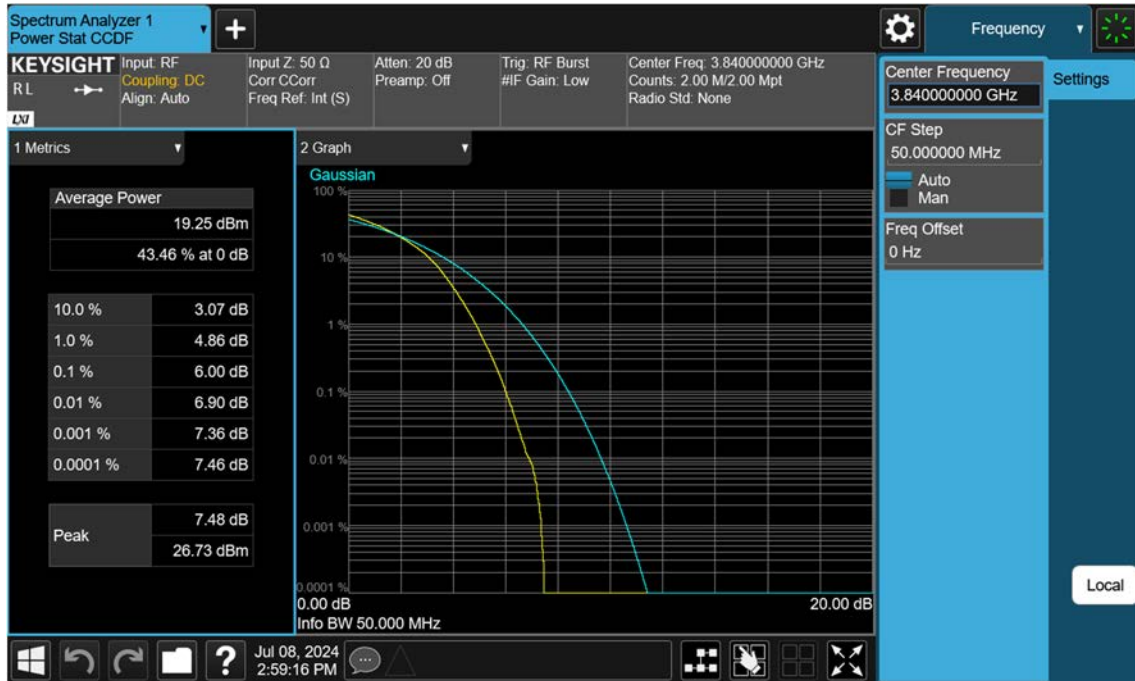 Spectrum Analyzer 1
Power Stat CCDF
+
Frequency
KEYSIGHT
RL
LXI
Input: RF
Coupling: DC
Align: Auto
Input Z: 50 Ω
Corr CCorr
Freq Ref: Int (S)
Atten: 20 dB
Preamp: Off
Trig: RF Burst
#IF Gain: Low
Center Freq: 3.840000000 GHz
Counts: 2.00 M/2.00 Mpt
Radio Std: None
Center Frequency
3.840000000 GHz
Settings
CF Step
50.000000 MHz
Auto
Man
Freq Offset
0 Hz
1 Metrics
Average Power
19.25 dBm
43.46 % at 0 dB
10.0 % 3.07 dB
1.0 % 4.86 dB
0.1 % 6.00 dB
0.01 % 6.90 dB
0.001 % 7.36 dB
0.0001 % 7.46 dB
Peak
7.48 dB
26.73 dBm
2 Graph
Gaussian
100 %
10 %
1 %
0.1 %
0.01 %
0.001 %
0.0001 %
0.00 dB 20.00 dB
Info BW 50.000 MHz
Local
?
Jul 08, 2024
2:59:16 PM